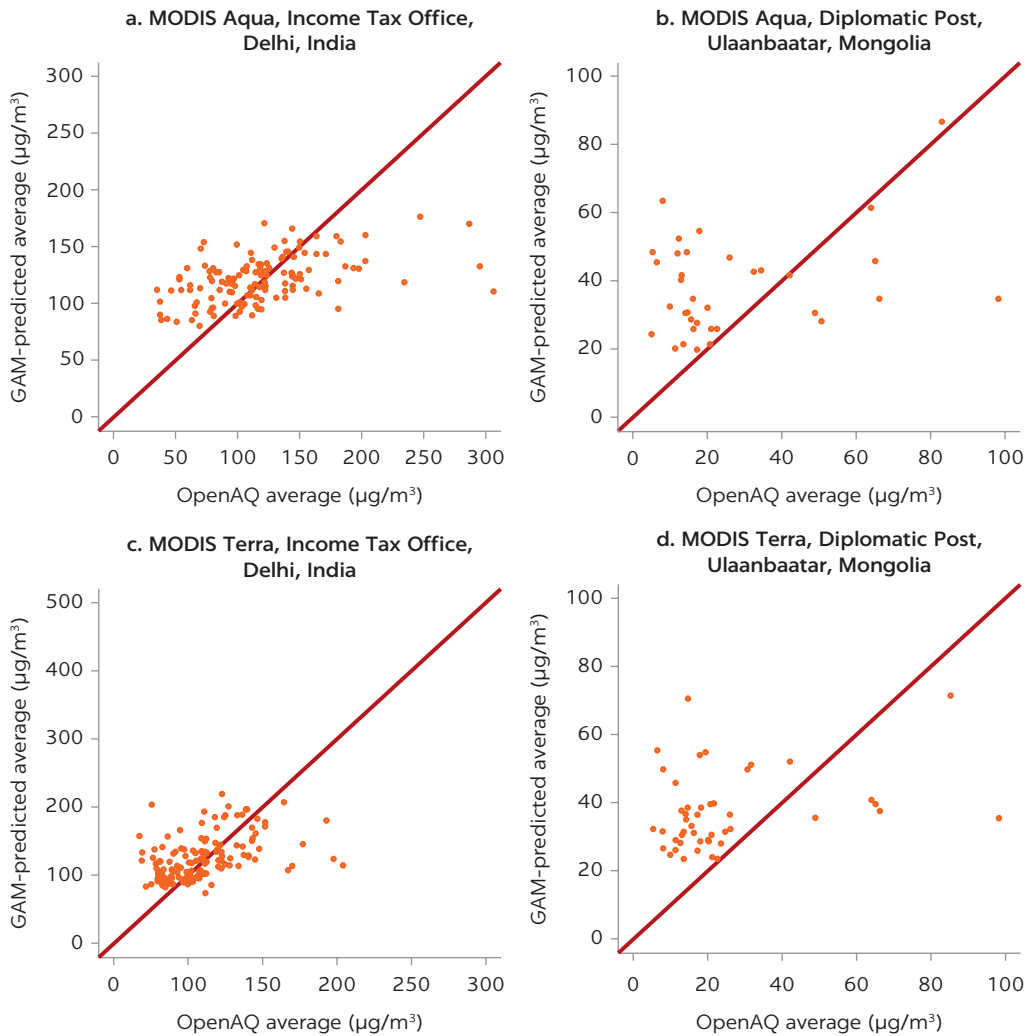 a. MODIS Aqua, Income Tax Office,
Delhi, India
GAM-predicted average (µg/m³)
300
250
200
150
100
50
0
0 50 100 150 200 250 300
OpenAQ average (µg/m³)
b. MODIS Aqua, Diplomatic Post,
Ulaanbaatar, Mongolia
GAM-predicted average (µg/m³)
100
80
60
40
20
0
0 20 40 60 80 100
OpenAQ average (µg/m³)
c. MODIS Terra, Income Tax Office,
Delhi, India
GAM-predicted average (µg/m³)
500
400
300
200
100
0
0 50 100 150 200 250
OpenAQ average (µg/m³)
d. MODIS Terra, Diplomatic Post,
Ulaanbaatar, Mongolia
GAM-predicted average (µg/m³)
100
80
60
40
20
0
0 20 40 60 80 100
OpenAQ average (µg/m³)